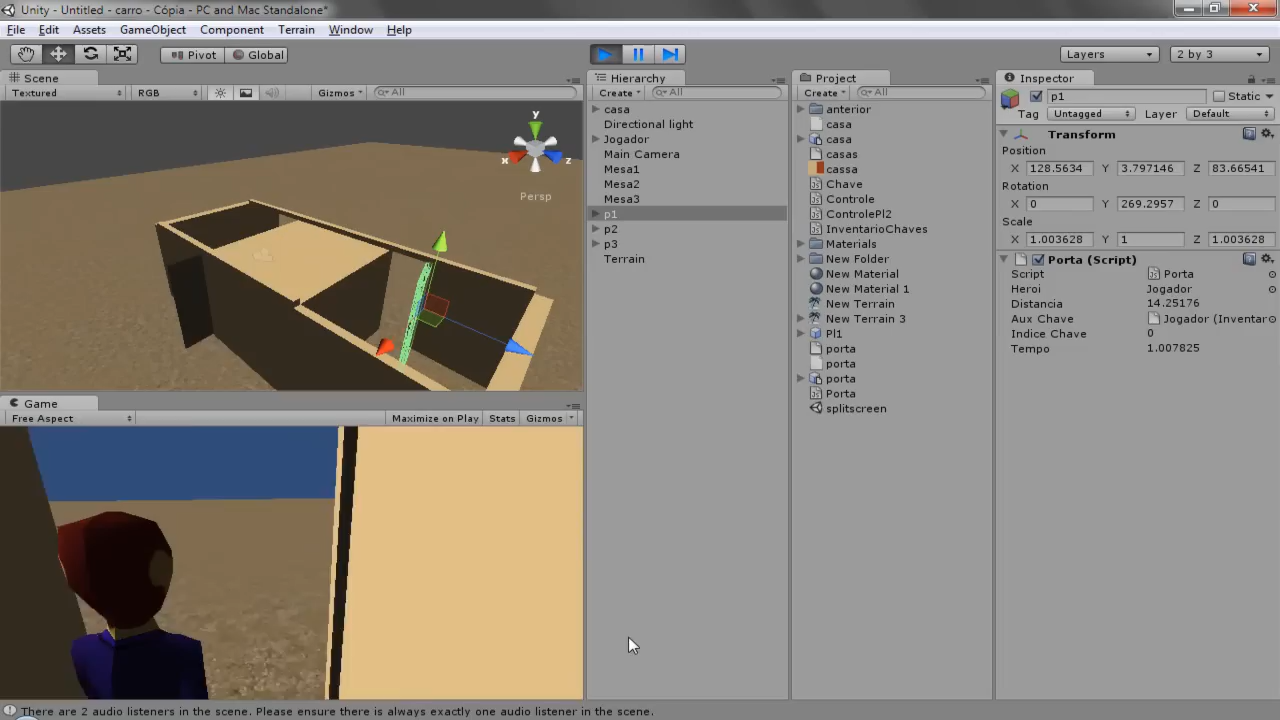 Unity - Untitled - carro - Cópia - PC and Mac Standalone*
File Edit Assets GameObject Component Terrain Window Help
Pivot Global Layers 2 by 3
Scene
Textured RGB Gizmos All
y
x
z
Persp
Game
Free Aspect Maximize on Play Stats Gizmos
Hierarchy
Create All
casa
Directional light
Jogador
Main Camera
Mesa1
Mesa2
Mesa3
p1
p2
p3
Terrain
Project
Create All
anterior
casa
casa
casas
cassa
Chave
Controle
ControlePl2
InventarioChaves
Materials
New Folder
New Material
New Material 1
New Terrain
New Terrain 3
Pl1
porta
porta
porta
Porta
splitscreen
Inspector
p1 Static
Tag Untagged Layer Default
Transform
Position
X 128.5634 Y 3.797146 Z 83.66541
Rotation
X 0 Y 269.2957 Z 0
Scale
X 1.003628 Y 1 Z 1.003628
Porta (Script)
Script Porta
Heroi Jogador
Distancia 14.25176
Aux Chave Jogador (Inventar
Indice Chave 0
Tempo 1.007825
There are 2 audio listeners in the scene. Please ensure there is always exactly one audio listener in the scene.